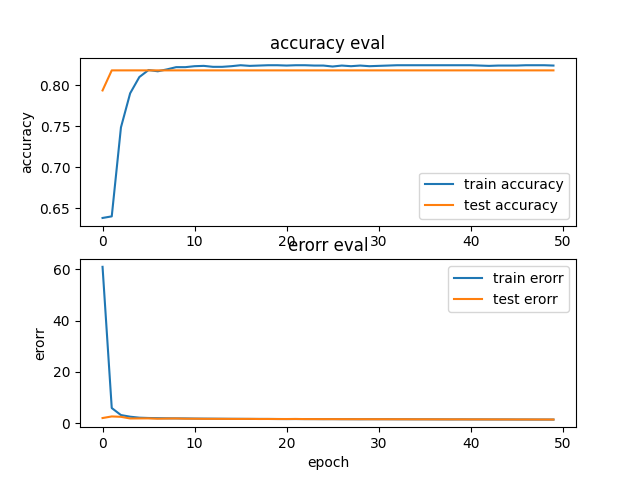 accuracy eval
accuracy
0.80
0.75
0.70
0.65
train accuracy
test accuracy
0 10 20 30 40 50
erorr eval
erorr
60
40
20
0
train erorr
test erorr
0 10 20 30 40 50
epoch